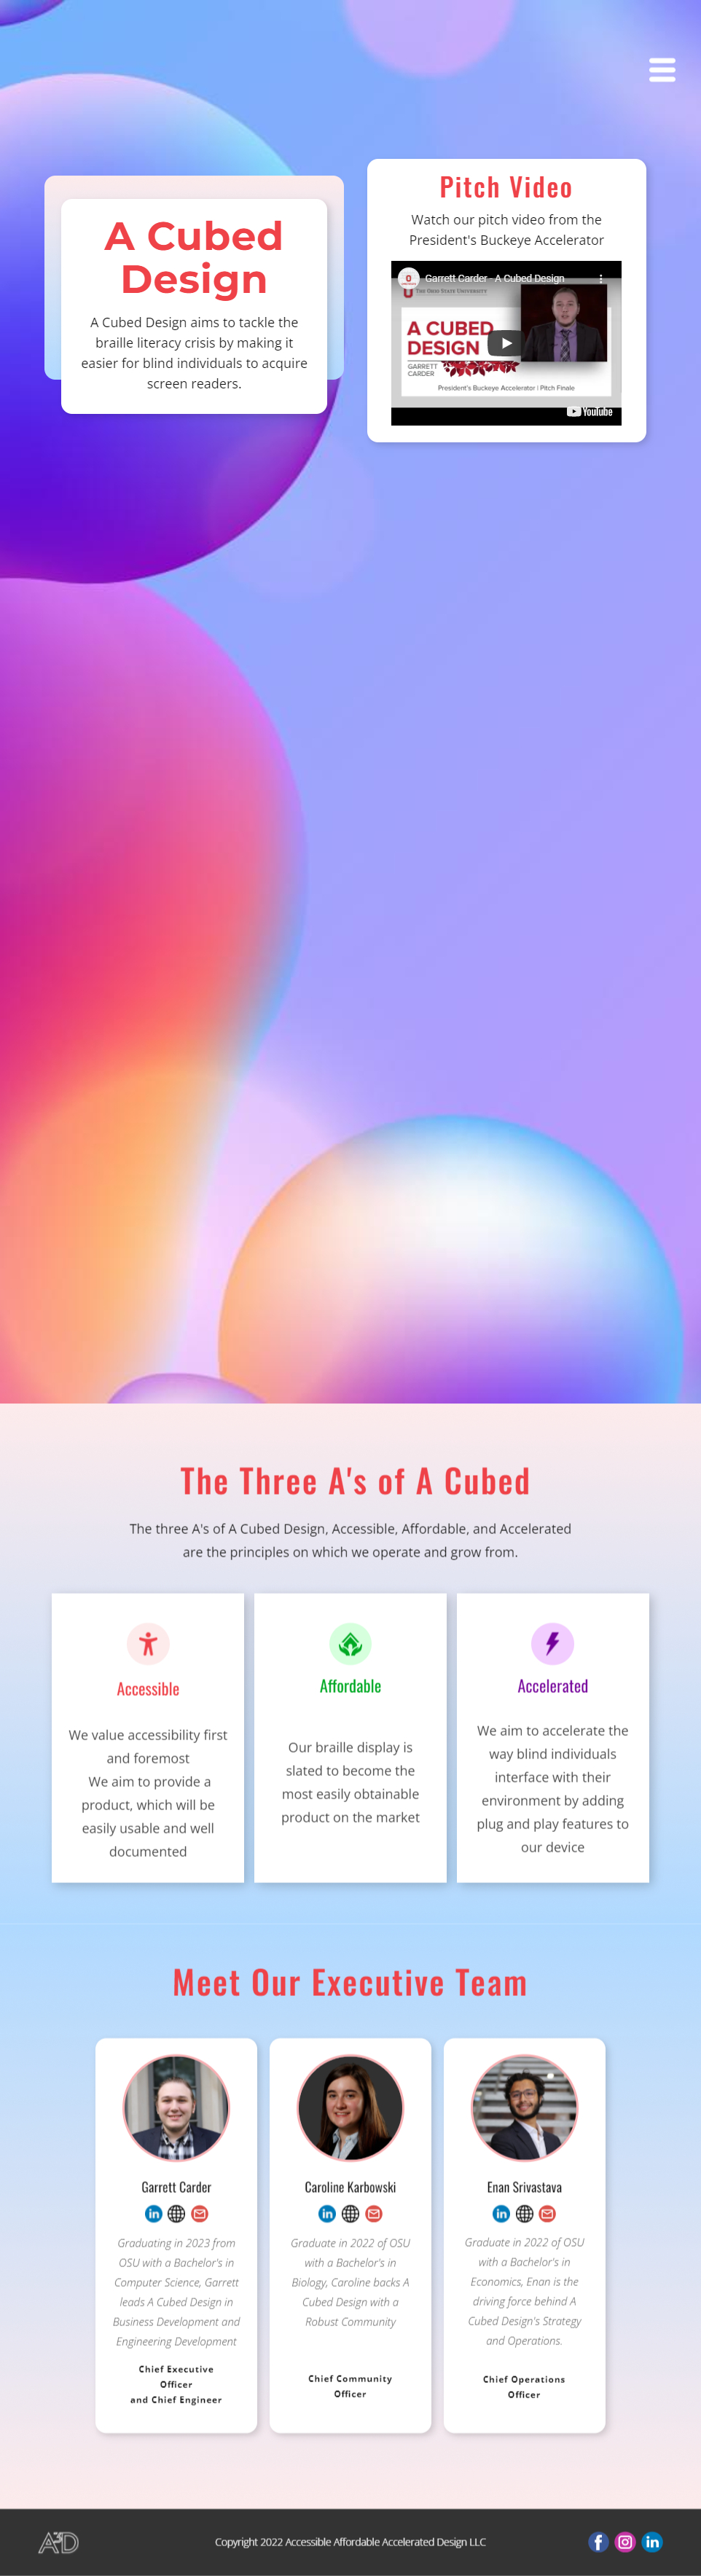 A Cubed
Design
A Cubed Design aims to tackle the
braille literacy crisis by making it
easier for blind individuals to acquire
screen readers.
Pitch Video
Watch our pitch video from the
President's Buckeye Accelerator
Garrett Carder - A Cubed Design
The Ohio State University
A CUBED
DESIGN
GARRETT
CARDER
President's Buckeye Accelerator | Pitch Finale
YouTube
The Three A's of A Cubed
The three A's of A Cubed Design, Accessible, Affordable, and Accelerated
are the principles on which we operate and grow from.
Accessible
We value accessibility first
and foremost
We aim to provide a
product, which will be
easily usable and well
documented
Affordable
Our braille display is
slated to become the
most easily obtainable
product on the market
Accelerated
We aim to accelerate the
way blind individuals
interface with their
environment by adding
plug and play features to
our device
Meet Our Executive Team
Garrett Carder
Graduating in 2023 from
OSU with a Bachelor's in
Computer Science, Garrett
leads A Cubed Design in
Business Development and
Engineering Development
Chief Executive
Officer
and Chief Engineer
Caroline Karbowski
Graduate in 2022 of OSU
with a Bachelor's in
Biology, Caroline backs A
Cubed Design with a
Robust Community
Chief Community
Officer
Enan Srivastava
Graduate in 2022 of OSU
with a Bachelor's in
Economics, Enan is the
driving force behind A
Cubed Design's Strategy
and Operations.
Chief Operations
Officer
A3D
Copyright 2022 Accessible Affordable Accelerated Design LLC